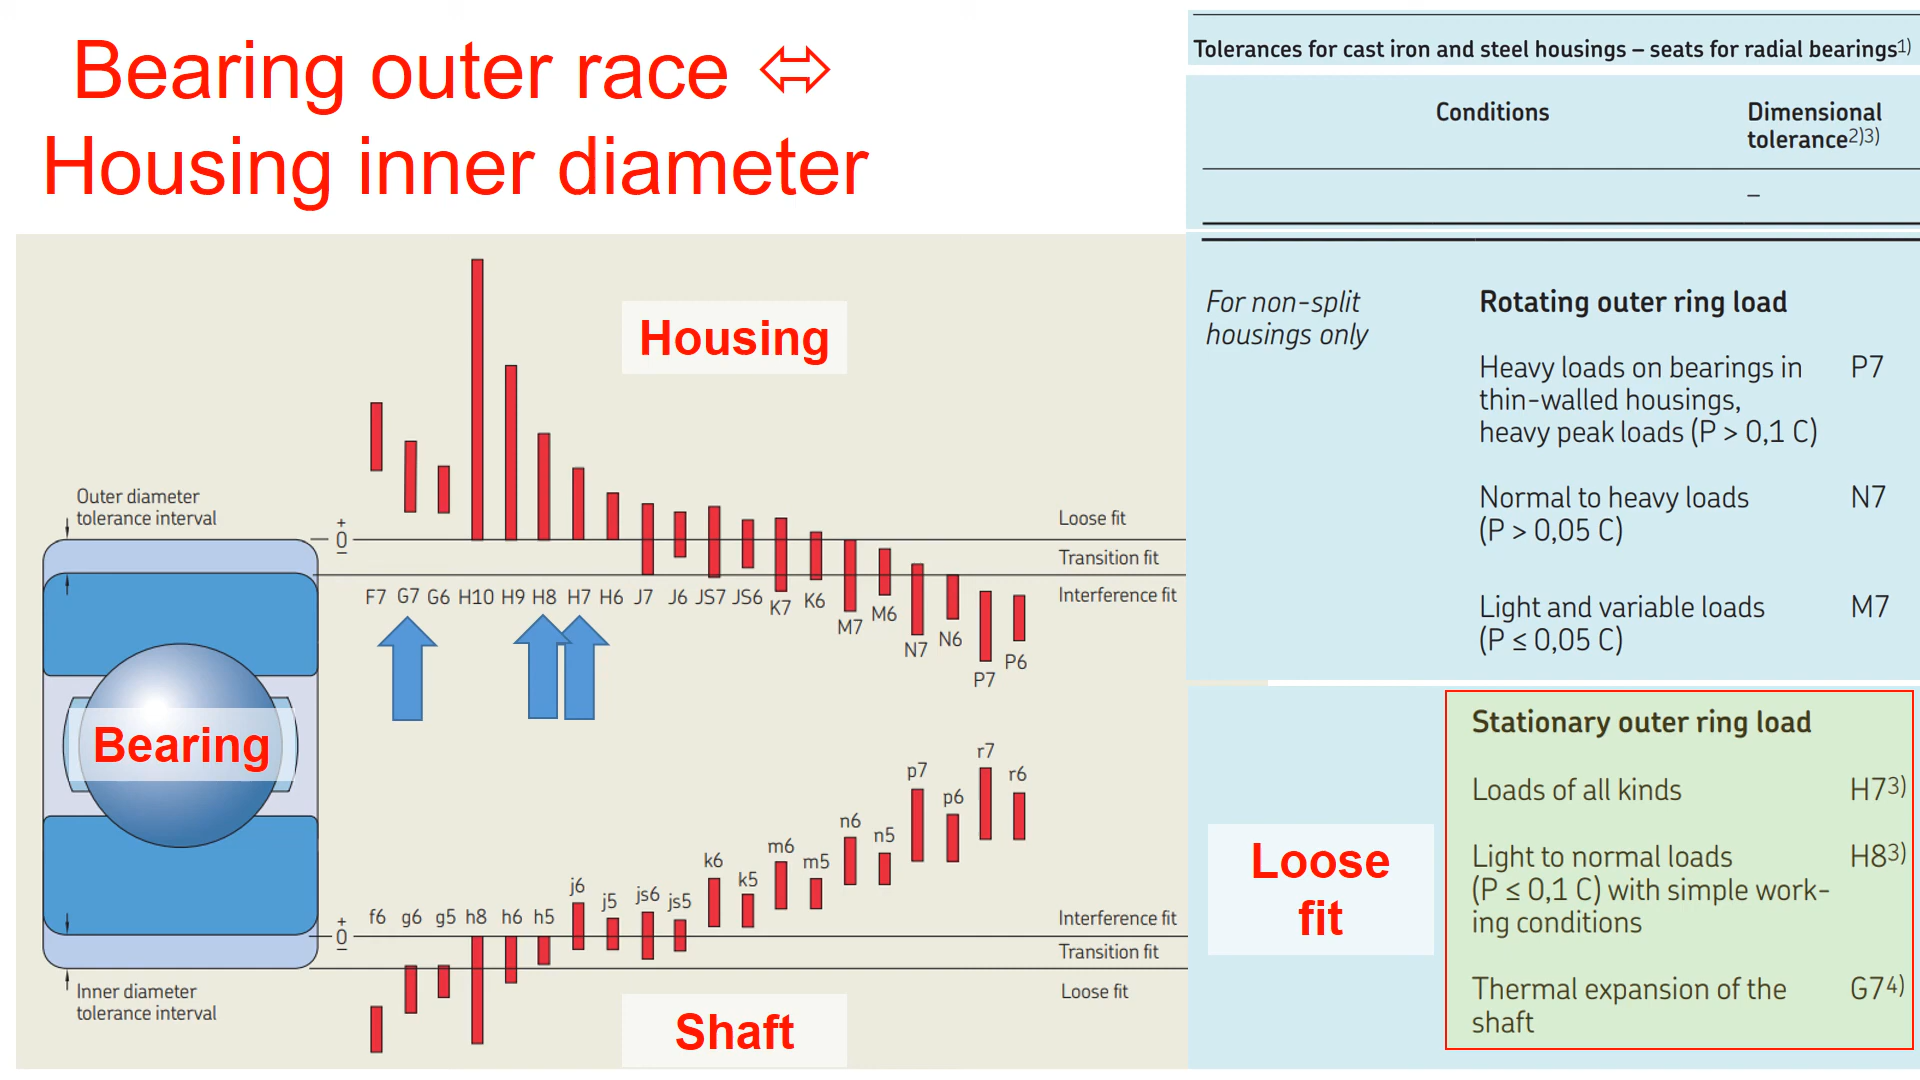 Bearing outer race ⬄
Housing inner diameter
Tolerances for cast iron and steel housings – seats for radial bearings1)
Conditions
Dimensional
tolerance2)3)
–
For non-split
housings only
Rotating outer ring load
Heavy loads on bearings in
thin-walled housings,
heavy peak loads (P > 0,1 C)
P7
Normal to heavy loads
(P > 0,05 C)
N7
Light and variable loads
(P ≤ 0,05 C)
M7
Stationary outer ring load
Loads of all kinds
H73)
Light to normal loads
(P ≤ 0,1 C) with simple work-
ing conditions
H83)
Thermal expansion of the
shaft
G74)
Loose
fit
Housing
Outer diameter
tolerance interval
+
0
–
Loose fit
Transition fit
Interference fit
F7 G7 G6 H10 H9 H8 H7 H6 J7 J6 JS7 JS6 K7 K6 M7 M6 N7 N6 P7 P6
Bearing
f6 g6 g5 h8 h6 h5 j6 j5 js6 js5 k6 k5 m6 m5 n6 n5 p7 p6 r7 r6
+
0
–
Interference fit
Transition fit
Loose fit
Inner diameter
tolerance interval
Shaft